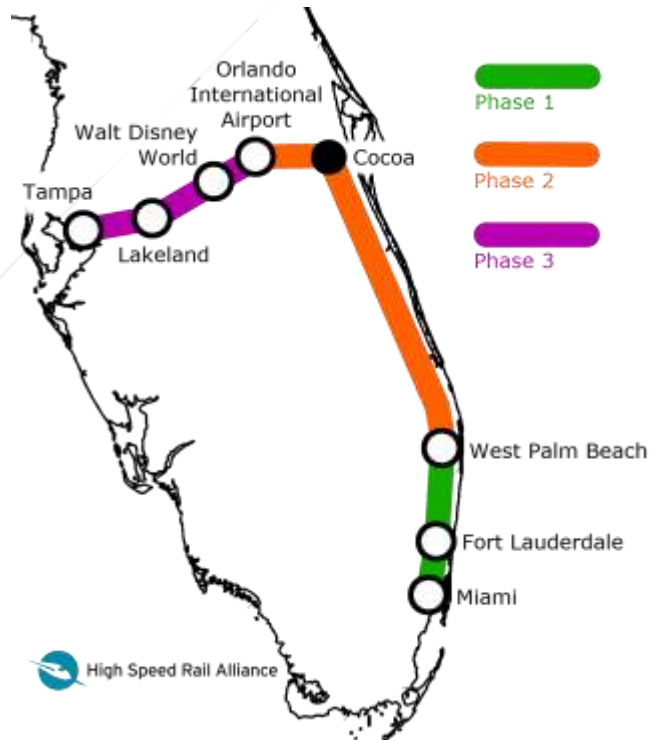 Orlando
International
Airport
Phase 1
Walt Disney
World
Cocoa
Phase 2
Tampa
Lakeland
Phase 3
West Palm Beach
Fort Lauderdale
Miami
High Speed Rail Alliance